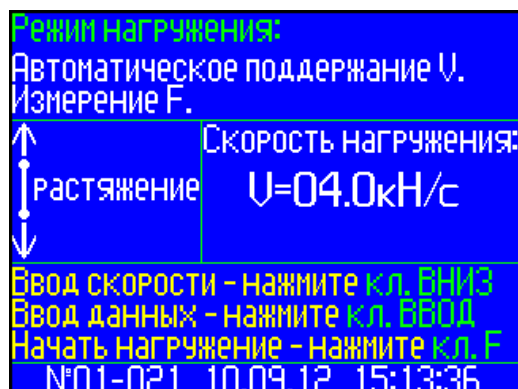 Режим нагружения:
Автоматическое поддержание V.
Измерение F.
растяжение
Скорость нагружения:
V=04.0кН/с
Ввод скорости - нажмите кл. ВНИЗ
Ввод данных - нажмите кл. ВВОД
Начать нагружение - нажмите кл. F
№01-021 10.09.12 15:13:36